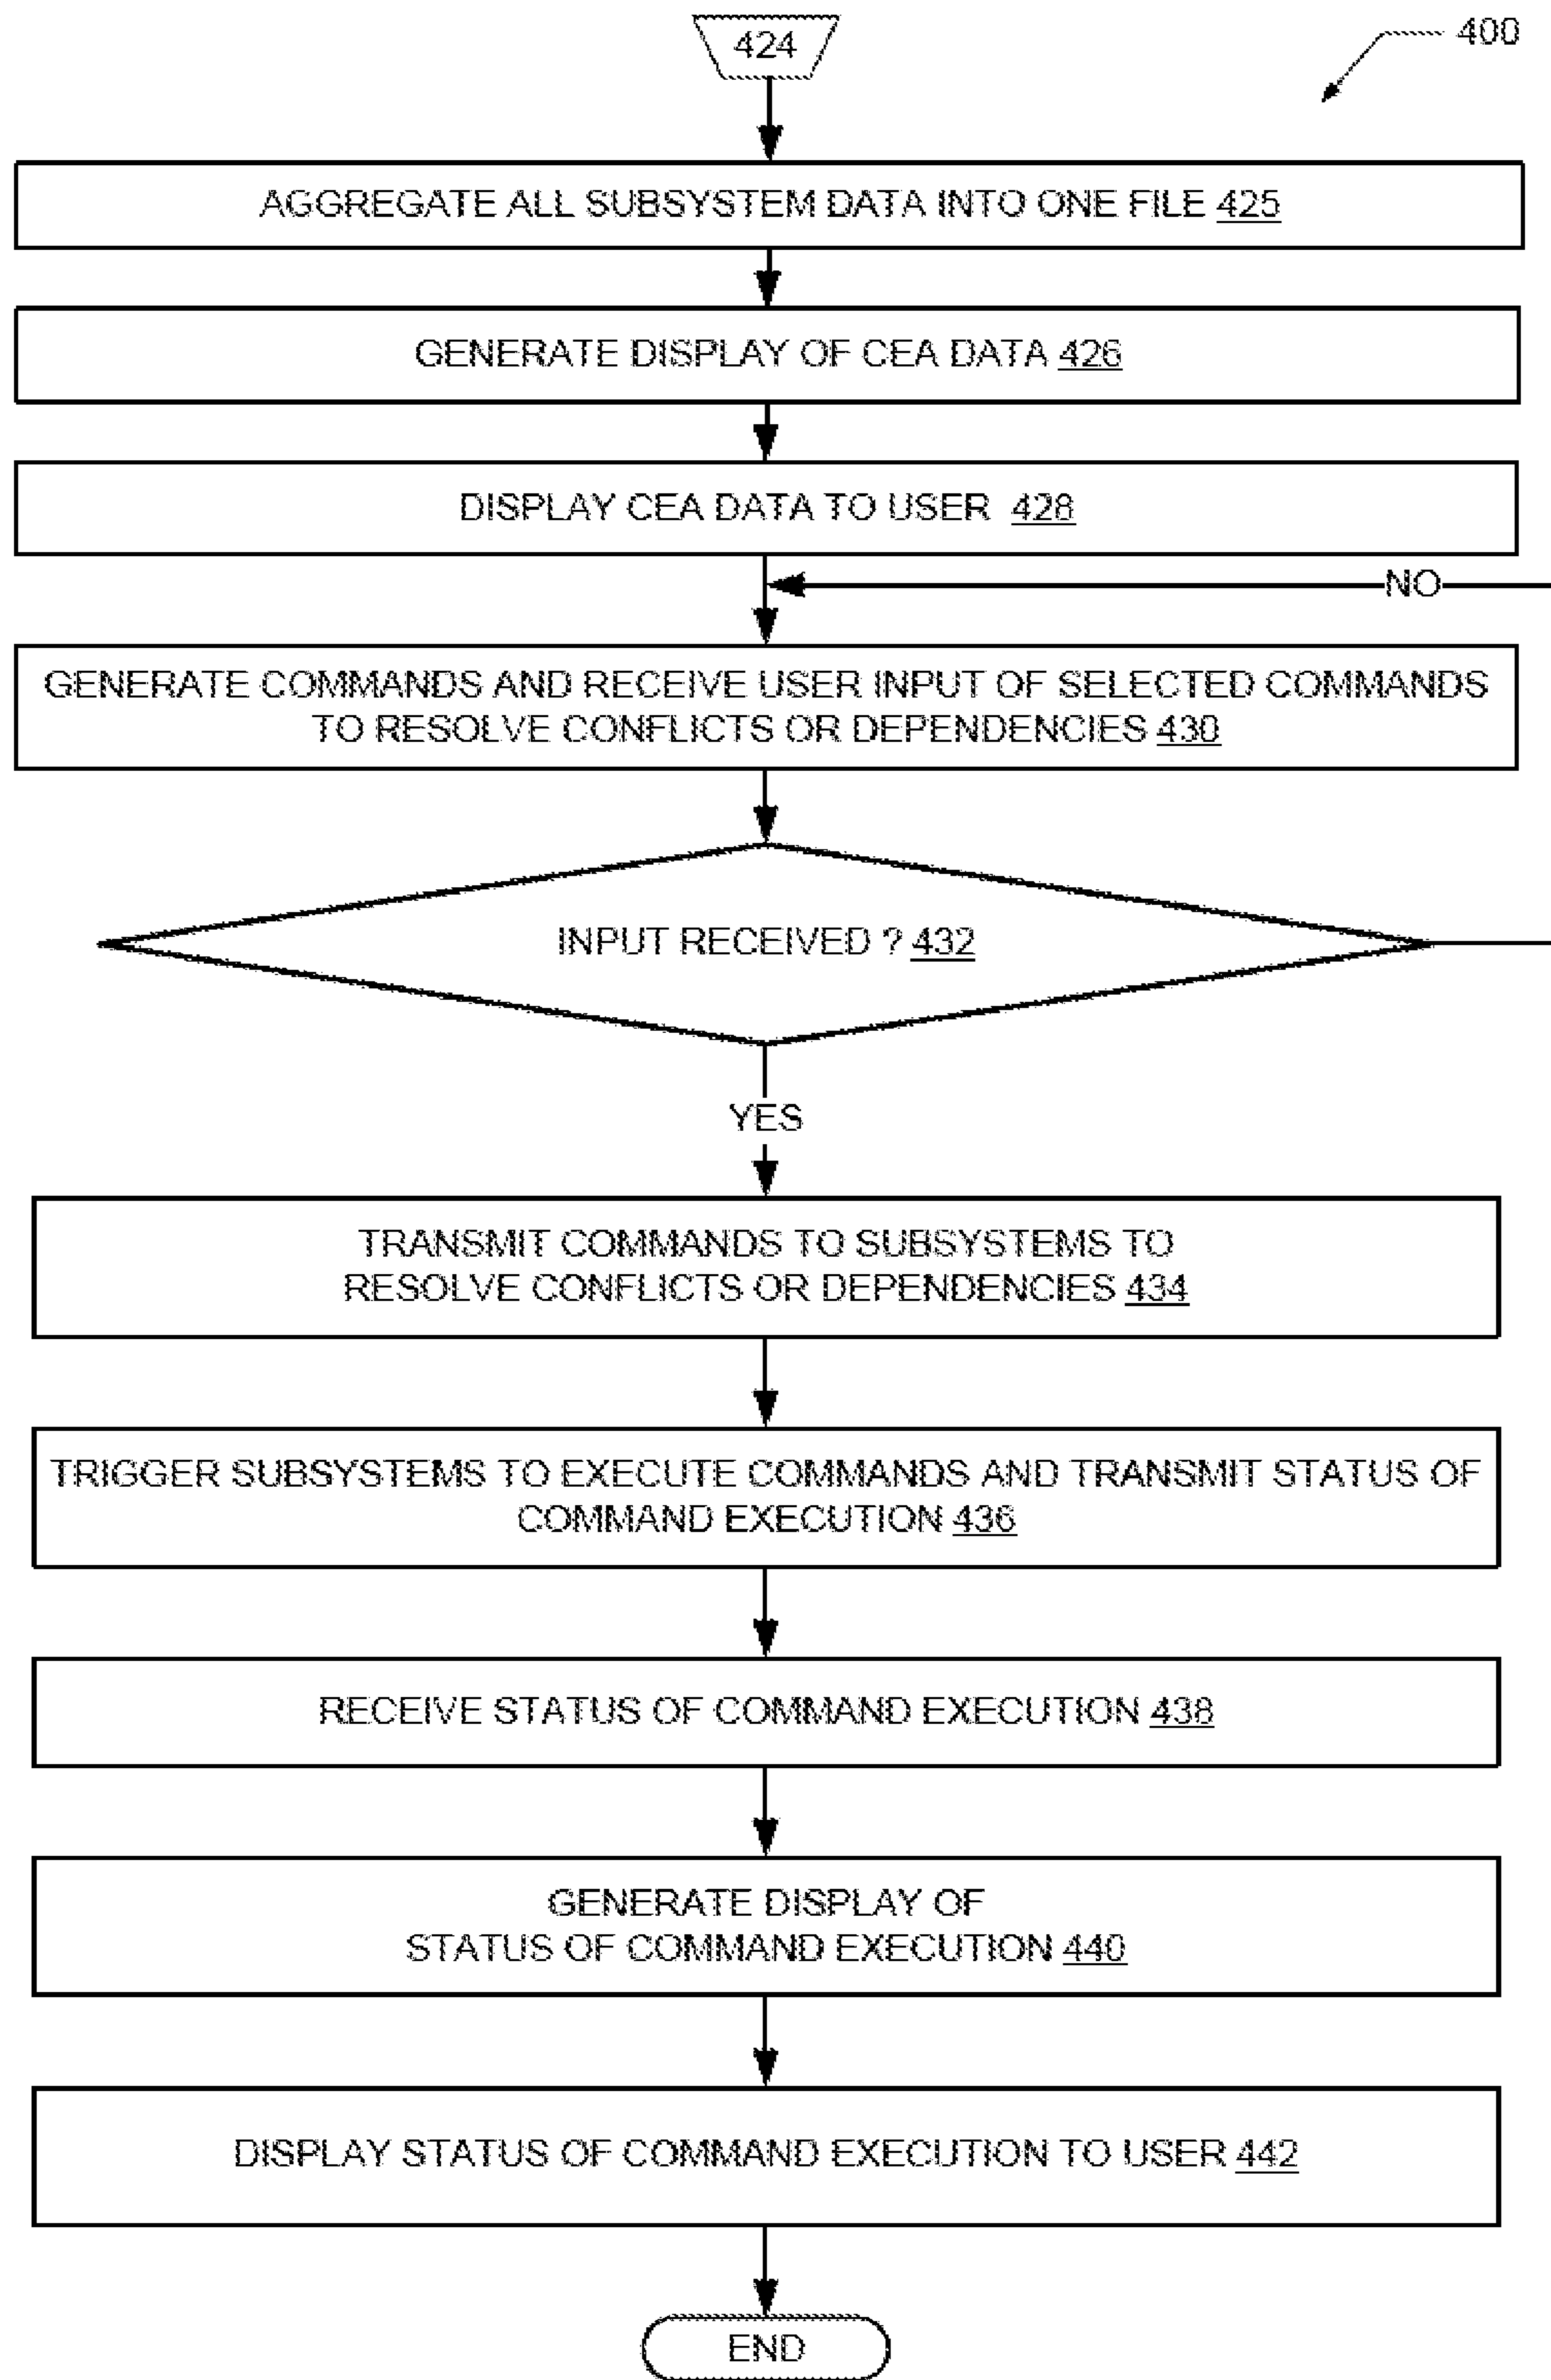 424
400
AGGREGATE ALL SUBSYSTEM DATA INTO ONE FILE 425
GENERATE DISPLAY OF CEA DATA 426
DISPLAY CEA DATA TO USER 428
NO
GENERATE COMMANDS AND RECEIVE USER INPUT OF SELECTED COMMANDS
TO RESOLVE CONFLICTS OR DEPENDENCIES 430
INPUT RECEIVED ? 432
YES
TRANSMIT COMMANDS TO SUBSYSTEMS TO
RESOLVE CONFLICTS OR DEPENDENCIES 434
TRIGGER SUBSYSTEMS TO EXECUTE COMMANDS AND TRANSMIT STATUS OF
COMMAND EXECUTION 436
RECEIVE STATUS OF COMMAND EXECUTION 438
GENERATE DISPLAY OF
STATUS OF COMMAND EXECUTION 440
DISPLAY STATUS OF COMMAND EXECUTION TO USER 442
END